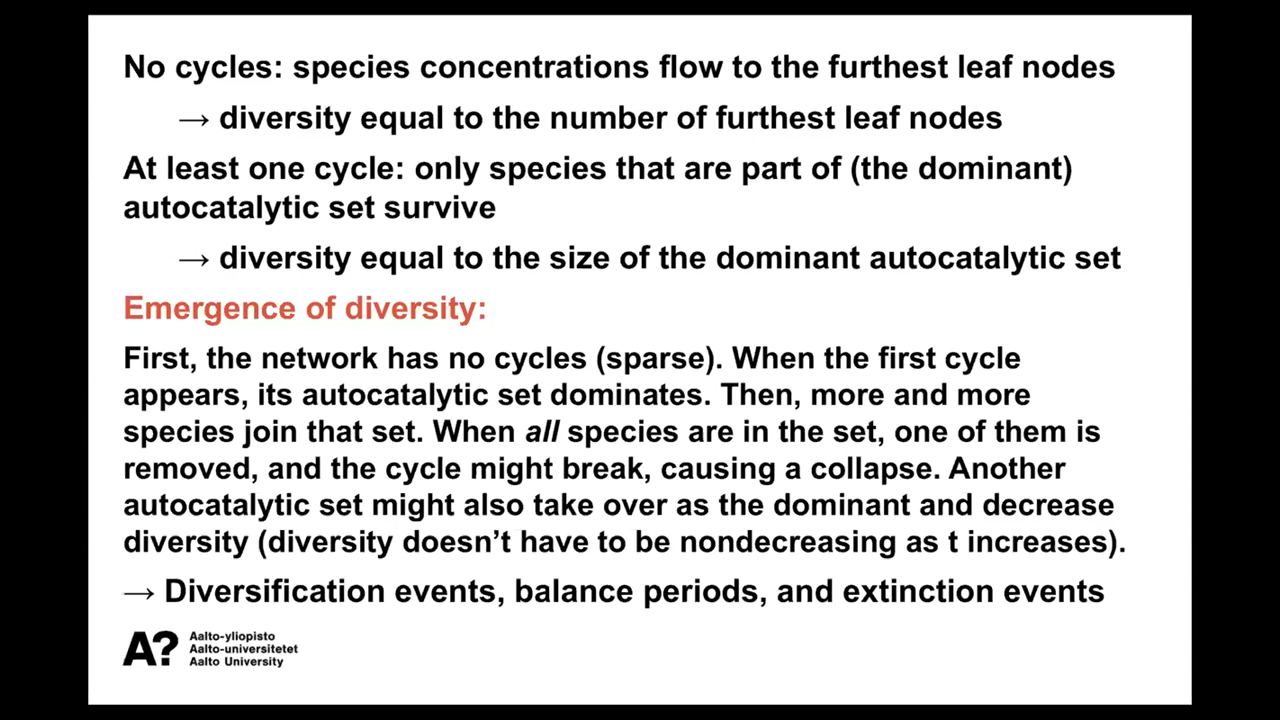 No cycles: species concentrations flow to the furthest leaf nodes
→ diversity equal to the number of furthest leaf nodes
At least one cycle: only species that are part of (the dominant)
autocatalytic set survive
→ diversity equal to the size of the dominant autocatalytic set
Emergence of diversity:
First, the network has no cycles (sparse). When the first cycle
appears, its autocatalytic set dominates. Then, more and more
species join that set. When all species are in the set, one of them is
removed, and the cycle might break, causing a collapse. Another
autocatalytic set might also take over as the dominant and decrease
diversity (diversity doesn't have to be nondecreasing as t increases).
→ Diversification events, balance periods, and extinction events
A?
Aalto-yliopisto
Aalto-universitetet
Aalto University